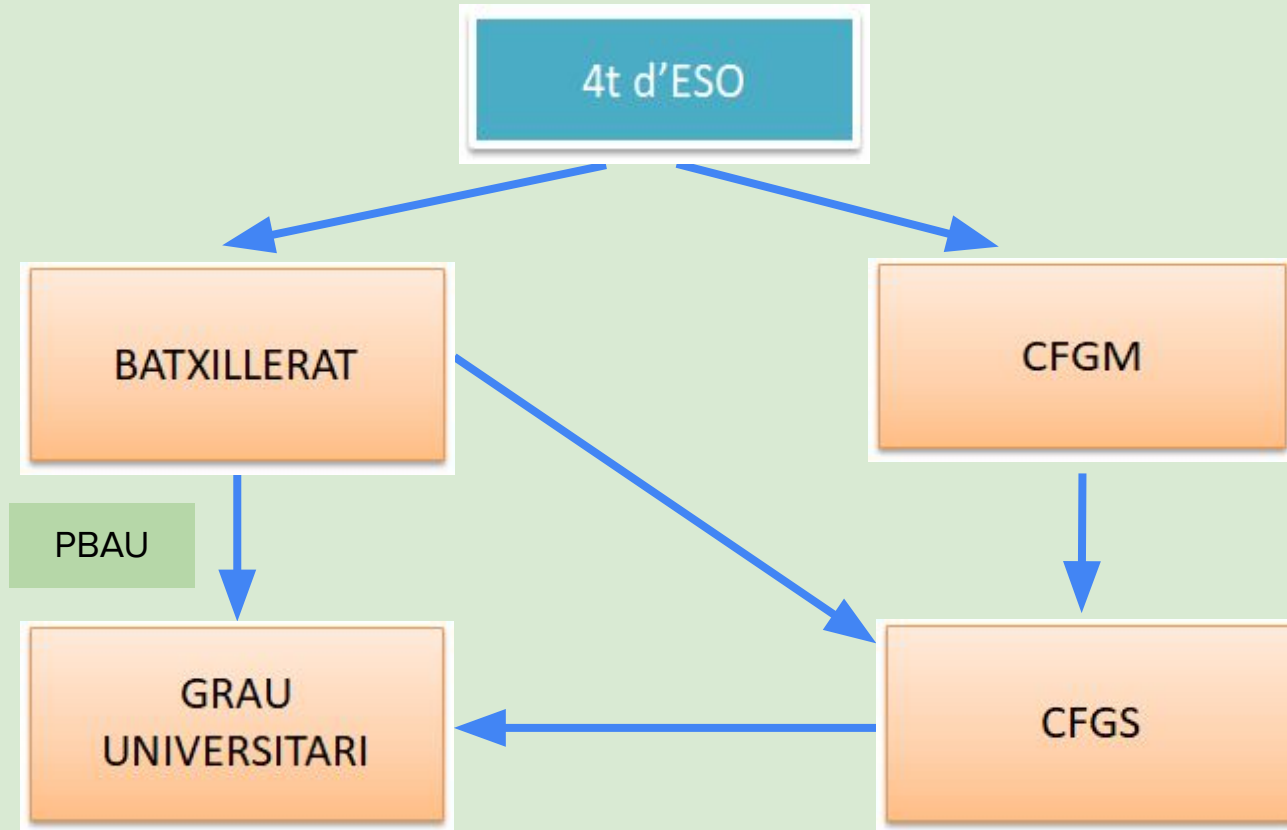 4t d’ESO
BATXILLERAT
CFGM
PBAU
GRAU
UNIVERSITARI
CFGS